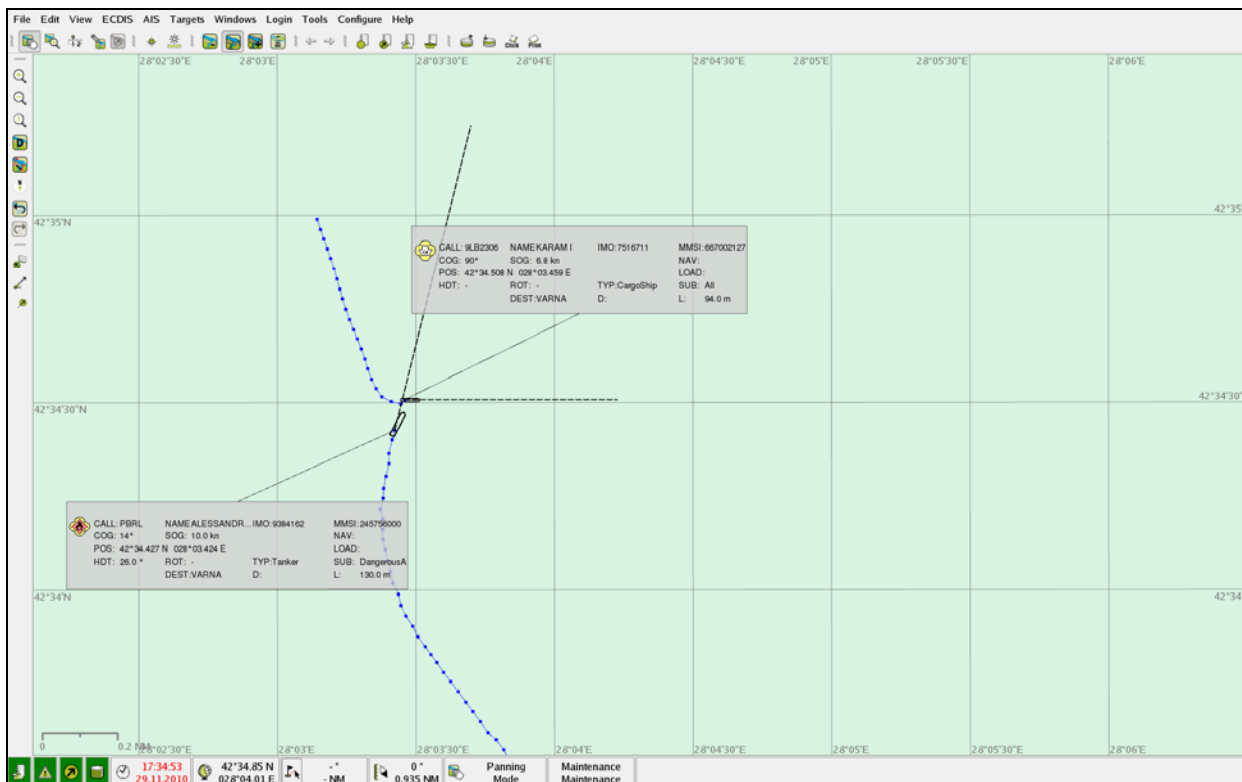 File Edit View ECDIS AIS Targets Windows Login Tools Configure Help
Click Print
28°02'30"E 28°03'E 28°03'30"E 28°04'E 28°04'30"E 28°05'E 28°05'30"E 28°06'E
42°35'N 42°35'
CALL: 9LB2306 NAMEKARAM I IMO:7516711 MMSI:667002127
COG: 90° SOG: 6.8 kn NAV:
POS: 42°34.508 N 028°03.459 E LOAD:
HDT: - ROT: - TYP:CargoShip SUB: All
DEST:VARNA D: L: 94.0 m
42°34'30"N 42°34'30"
CALL: PBRL NAMEALESSANDR...IMO:9384162 MMSI:245756000
COG: 14° SOG: 10.0 kn NAV:
POS: 42°34.427 N 028°03.424 E LOAD:
HDT: 26.0 ° ROT: - TYP:Tanker SUB: DangerousA
DEST:VARNA D: L: 130.0 m
42°34'N 42°34'
0 0.2 NM
28°02'30"E 28°03'E 28°03'30"E 28°04'E 28°04'30"E 28°05'E 28°05'30"E 28°06'E
17:34:53 42°34.85 N - ° 0 ° Panning Maintenance
29.11.2010 028°04.01 E - NM 0.935 NM Mode Maintenance